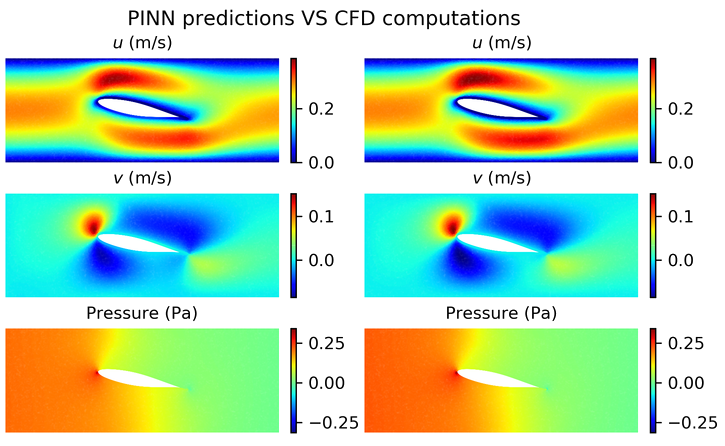 PINN predictions VS CFD computations
u (m/s)
u (m/s)
0.2
0.0
0.2
0.0
v (m/s)
v (m/s)
0.1
0.0
0.1
0.0
Pressure (Pa)
Pressure (Pa)
0.25
0.00
−0.25
0.25
0.00
−0.25